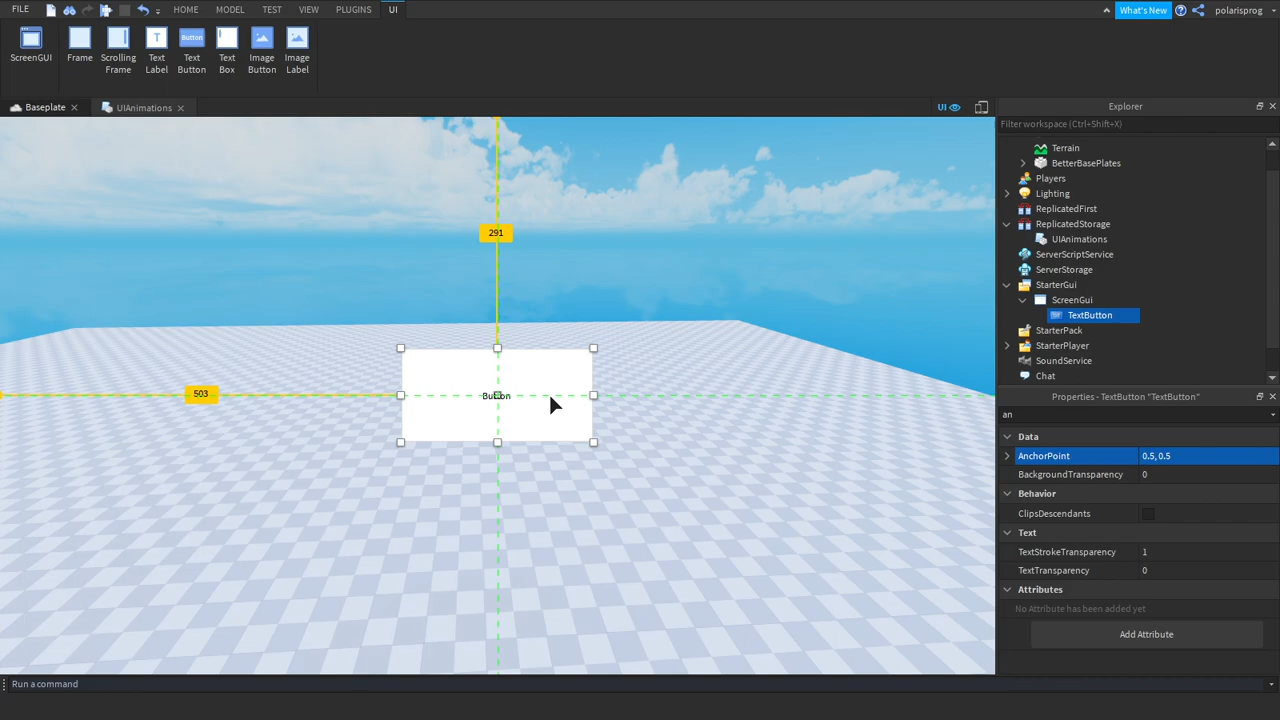 FILE HOME MODEL TEST VIEW PLUGINS UI What's New polarisprog
ScreenGUI
Frame
Scrolling
Frame
T
Text
Label
Button
Text
Button
Text
Box
Image
Button
Image
Label
Baseplate
UIAnimations
UI
291
503
Button
Explorer
Filter workspace (Ctrl+Shift+X)
Terrain
BetterBasePlates
Players
Lighting
ReplicatedFirst
ReplicatedStorage
UIAnimations
ServerScriptService
ServerStorage
StarterGui
ScreenGui
TextButton
StarterPack
StarterPlayer
SoundService
Chat
Properties - TextButton "TextButton"
an
Data
AnchorPoint 0.5, 0.5
BackgroundTransparency 0
Behavior
ClipsDescendants
Text
TextStrokeTransparency 1
TextTransparency 0
Attributes
No Attribute has been added yet
Add Attribute
Run a command